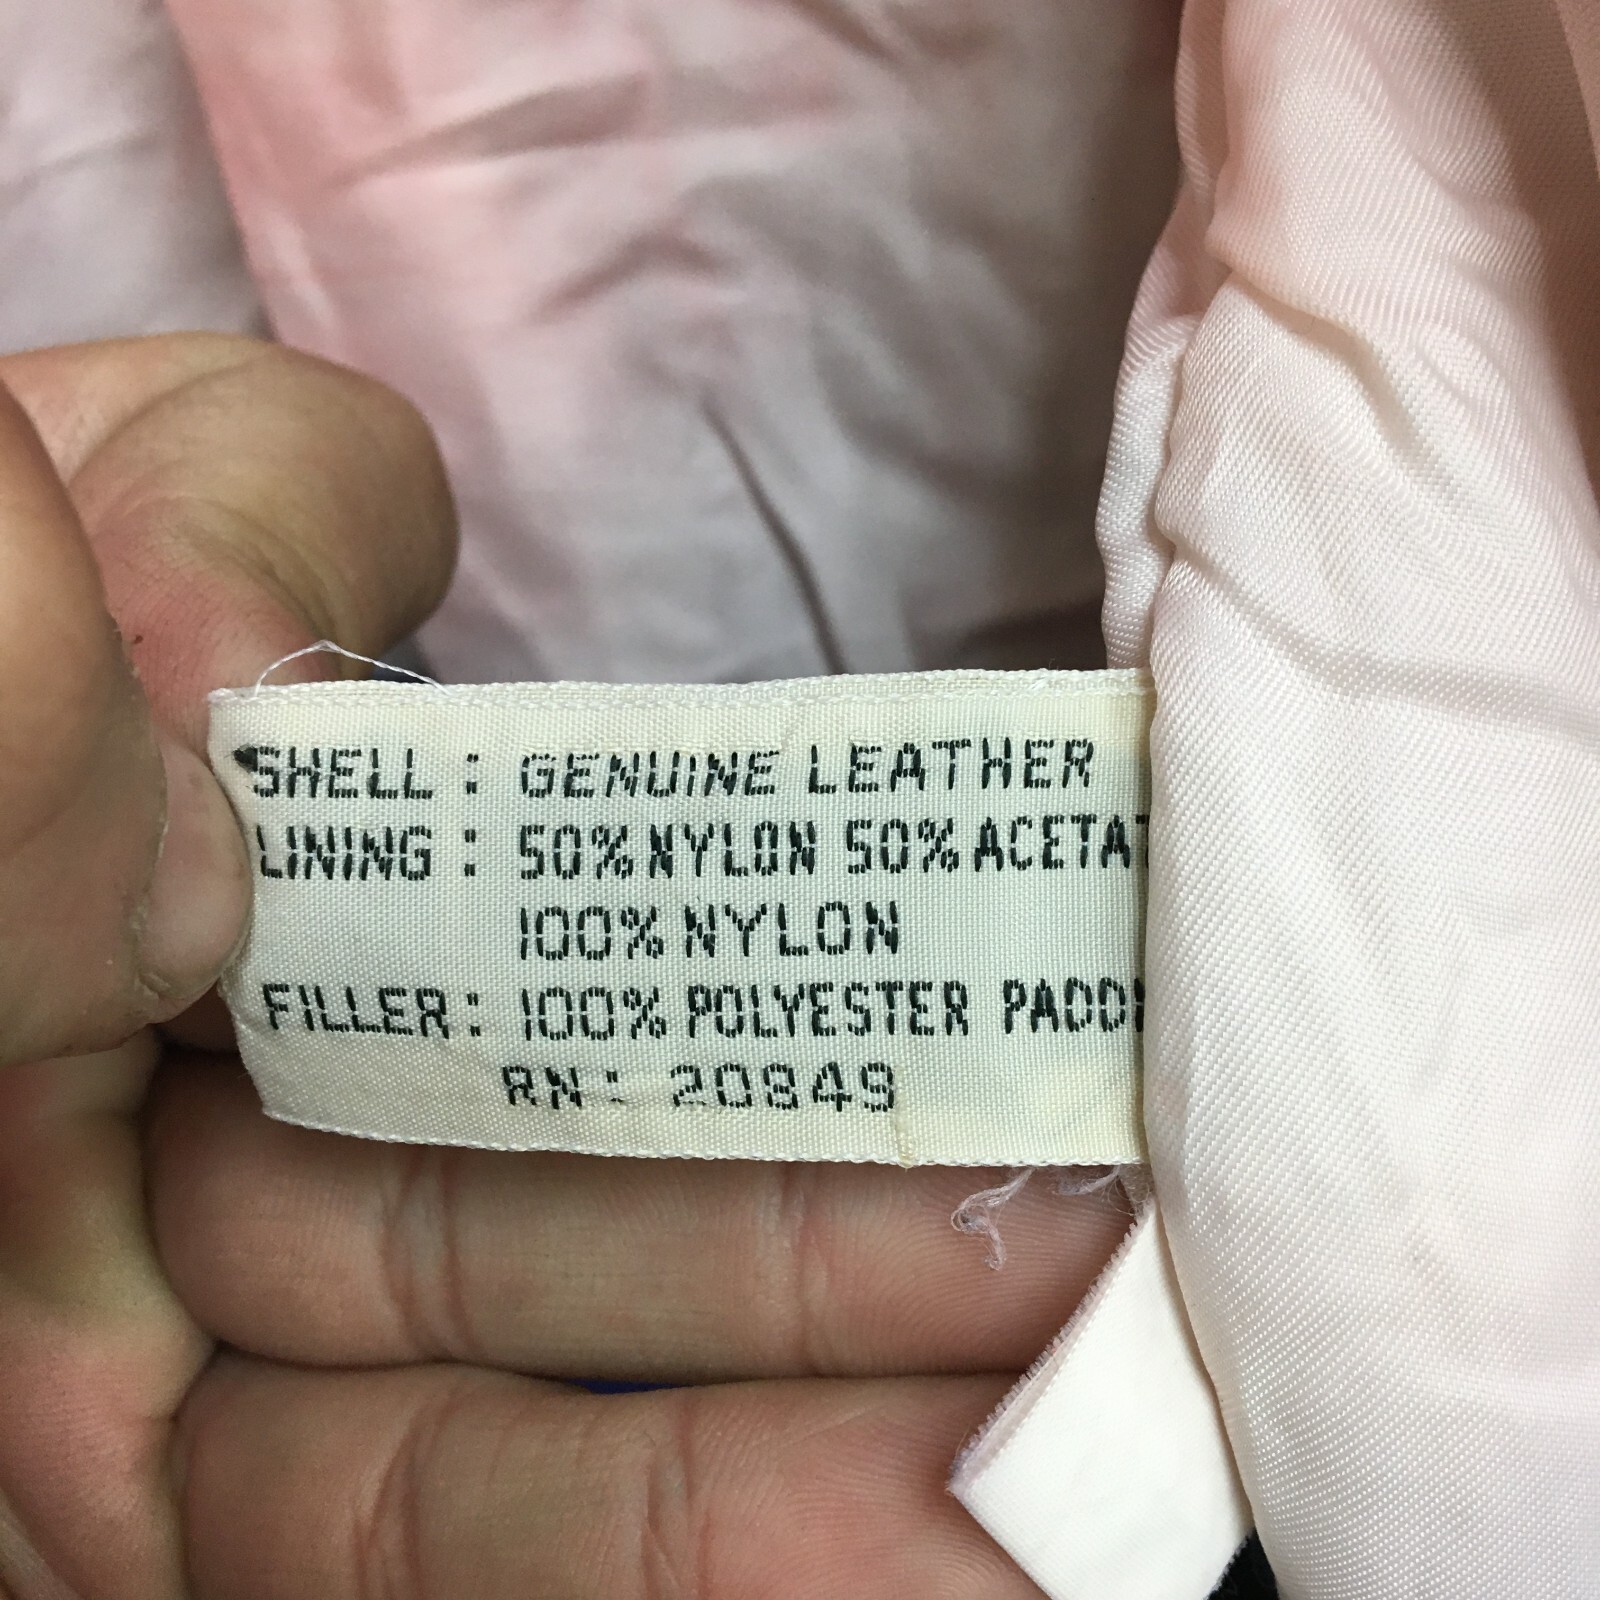 SHELL : GENUINE LEATHER
LINING : 50% NYLON 50% ACETAT
100% NYLON
FILLER : 100% POLYESTER PADD
RN : 20849